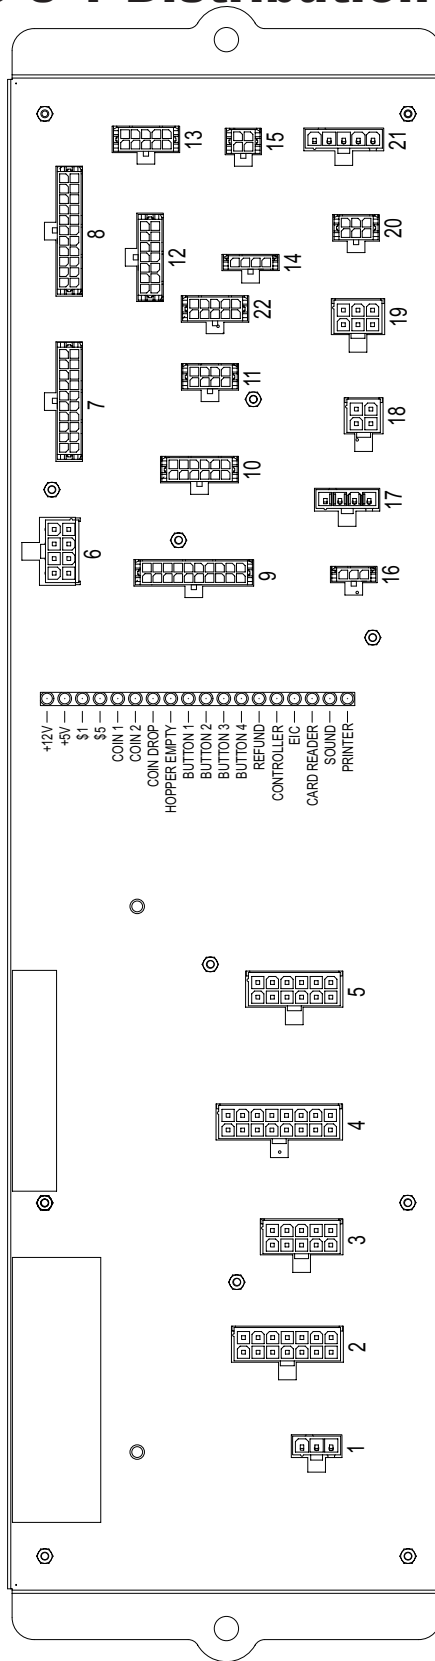 Distribution
13
15
21
8
12
20
14
22
19
11
7
18
10
17
6
9
16
+12V
+5V
$1
$5
COIN 1
COIN 2
COIN DROP
HOPPER EMPTY
BUTTON 1
BUTTON 2
BUTTON 3
BUTTON 4
REFUND
CONTROLLER
EIC
CARD READER
SOUND
PRINTER
5
4
3
2
1